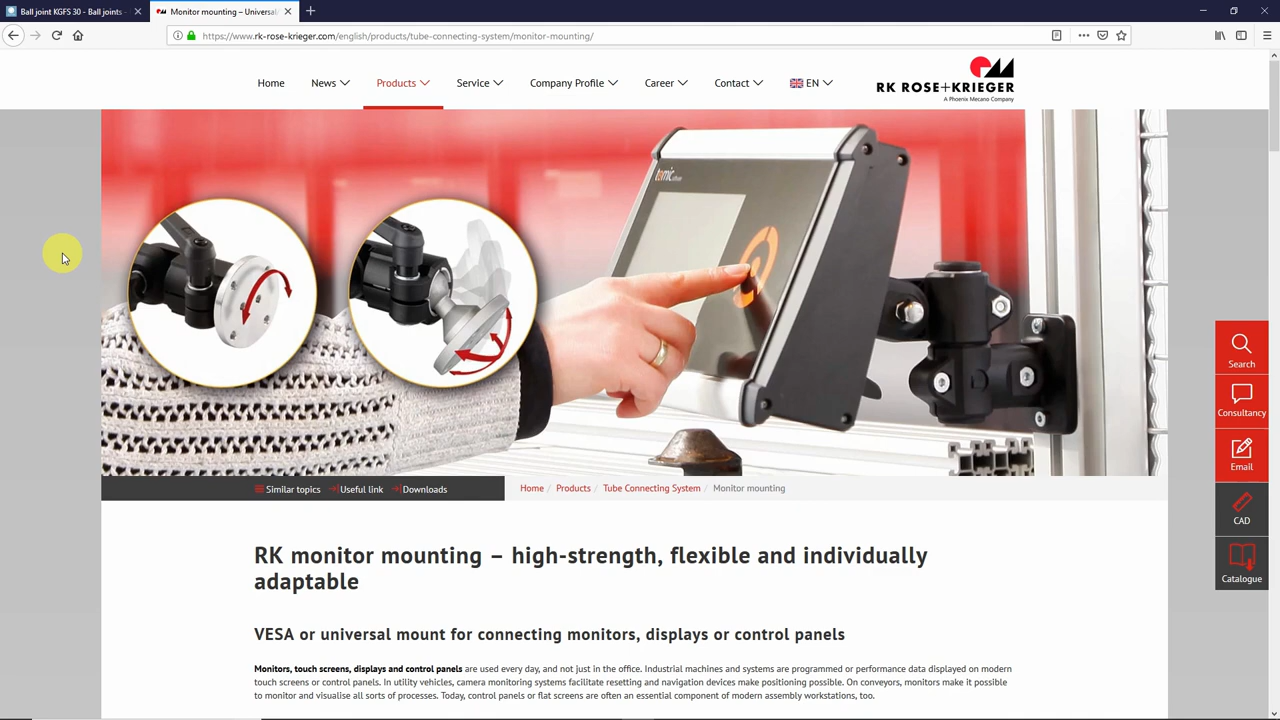 Ball joint KGFS 30 - Ball joints -
Monitor mounting – Universal
https://www.rk-rose-krieger.com/english/products/tube-connecting-system/monitor-mounting/
Home News Products Service Company Profile Career Contact EN
RK ROSE+KRIEGER
A Phoenix Mecano Company
Search
Consultancy
Email
CAD
Catalogue
Similar topics Useful link Downloads
Home / Products / Tube Connecting System / Monitor mounting
RK monitor mounting – high-strength, flexible and individually
adaptable
VESA or universal mount for connecting monitors, displays or control panels
Monitors, touch screens, displays and control panels are used every day, and not just in the office. Industrial machines and systems are programmed or performance data displayed on modern
touch screens or control panels. In utility vehicles, camera monitoring systems facilitate resetting and navigation devices make positioning possible. On conveyors, monitors make it possible
to monitor and visualise all sorts of processes. Today, control panels or flat screens are often an essential component of modern assembly workstations, too.